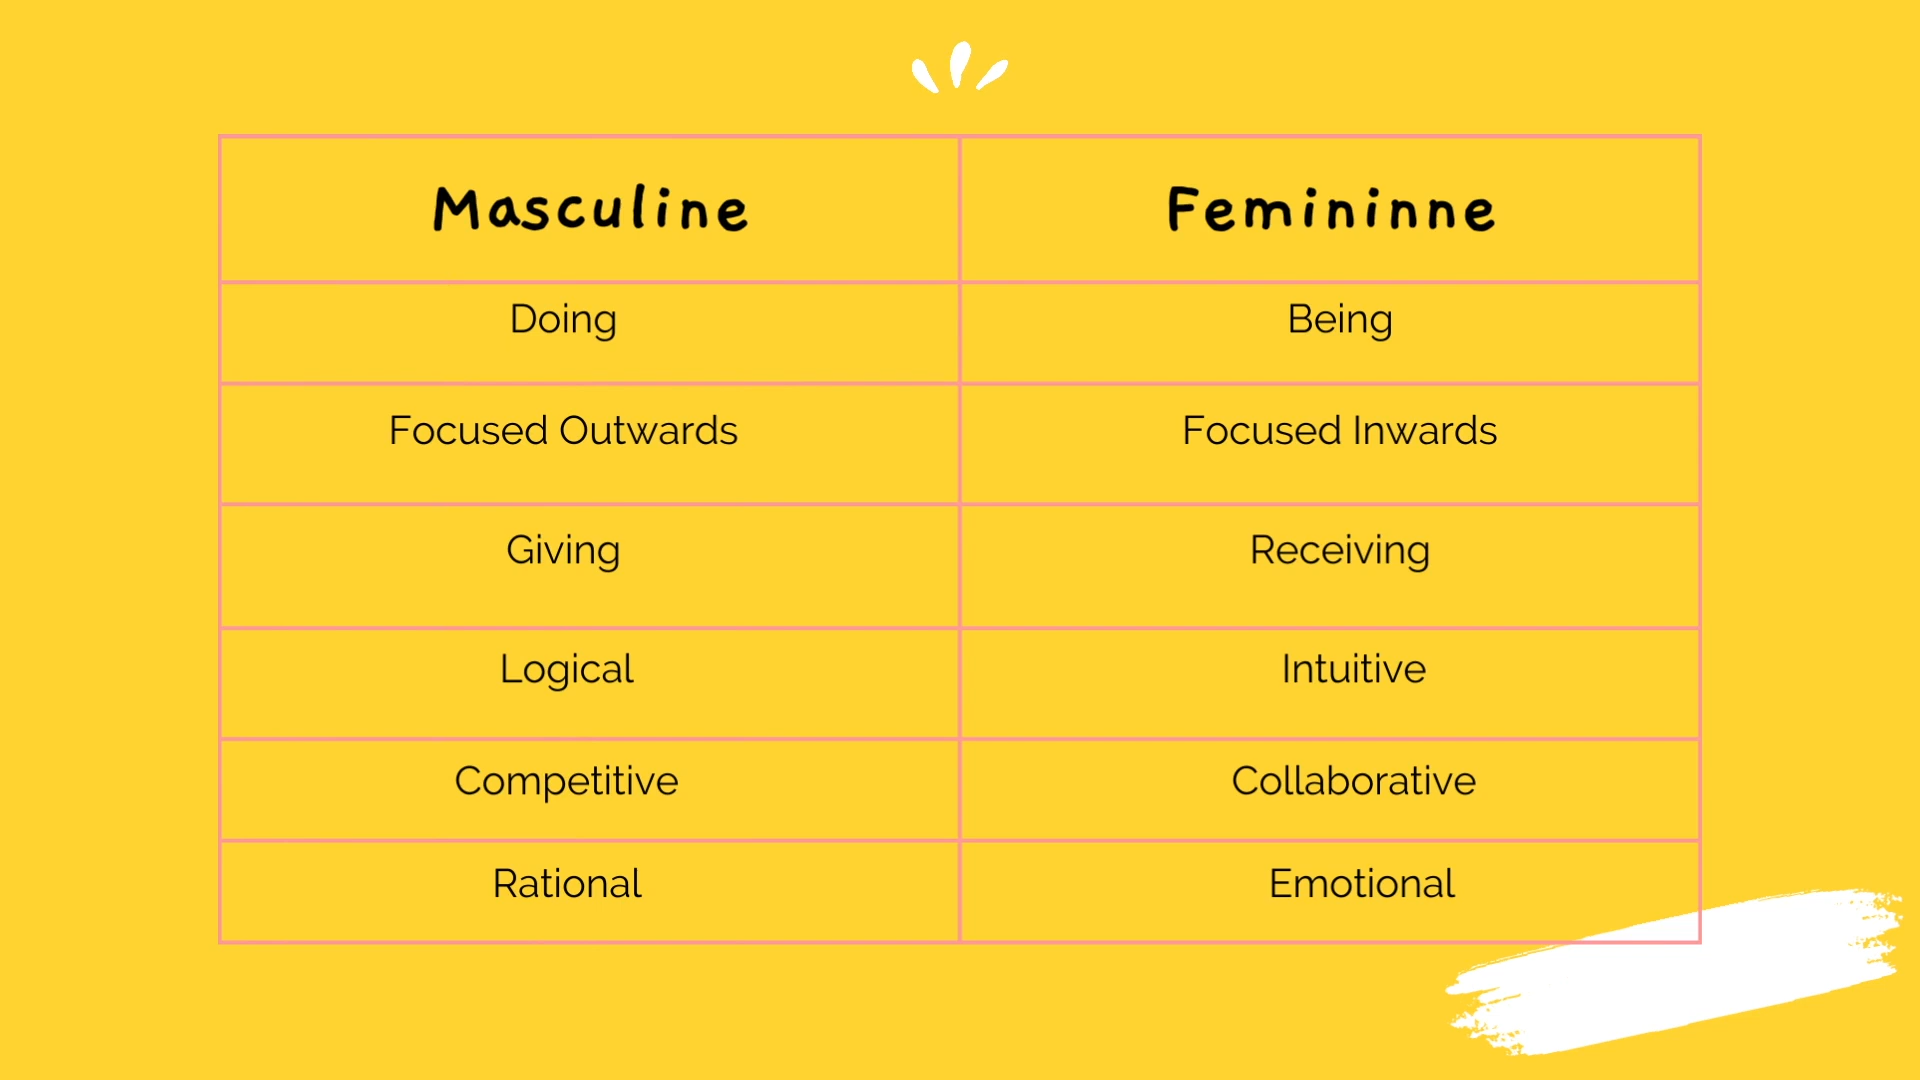 Masculine Femininne
Doing Being
Focused Outwards Focused Inwards
Giving Receiving
Logical Intuitive
Competitive Collaborative
Rational Emotional